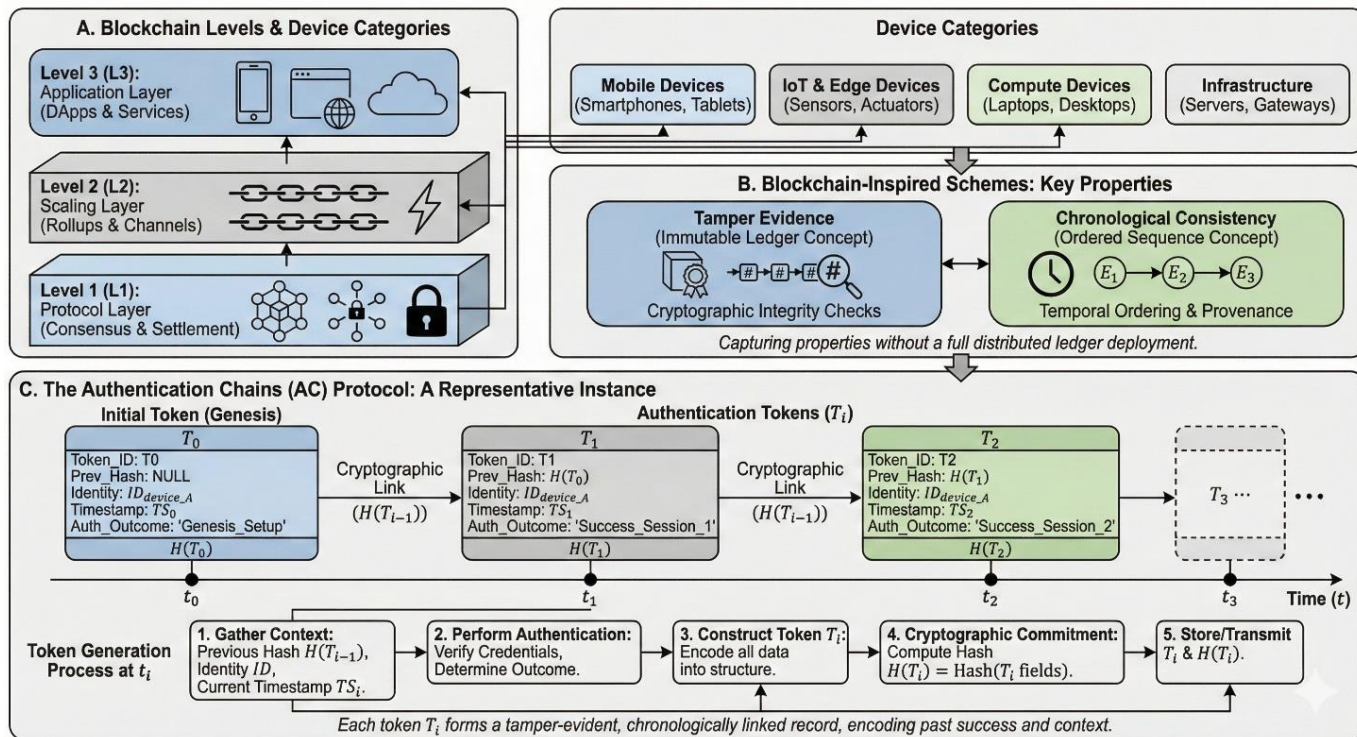 A. Blockchain Levels & Device Categories
Level 3 (L3):
Application Layer
(DApps & Services)
Level 2 (L2):
Scaling Layer
(Rollups & Channels)
Level 1 (L1):
Protocol Layer
(Consensus & Settlement)
Device Categories
Mobile Devices
(Smartphones, Tablets)
IoT & Edge Devices
(Sensors, Actuators)
Compute Devices
(Laptops, Desktops)
Infrastructure
(Servers, Gateways)
B. Blockchain-Inspired Schemes: Key Properties
Tamper Evidence
(Immutable Ledger Concept)
# # # #
Cryptographic Integrity Checks
Chronological Consistency
(Ordered Sequence Concept)
E₁ E₂ E₃
Temporal Ordering & Provenance
Capturing properties without a full distributed ledger deployment.
C. The Authentication Chains (AC) Protocol: A Representative Instance
Initial Token (Genesis)
Authentication Tokens (Tᵢ)
T₀
Token_ID: T0
Prev_Hash: NULL
Identity: ID_device_A
Timestamp: TS₀
Auth_Outcome: 'Genesis_Setup'
H(T₀)
Cryptographic
Link
(H(Tᵢ₋₁))
T₁
Token_ID: T1
Prev_Hash: H(T₀)
Identity: ID_device_A
Timestamp: TS₁
Auth_Outcome: 'Success_Session_1'
H(T₁)
Cryptographic
Link
(H(Tᵢ₋₁))
T₂
Token_ID: T2
Prev_Hash: H(T₁)
Identity: ID_device_A
Timestamp: TS₂
Auth_Outcome: 'Success_Session_2'
H(T₂)
T₃ ···
•••
t₀ t₁ t₂ t₃
Time (t)
Token Generation
Process at tᵢ
1. Gather Context:
Previous Hash H(Tᵢ₋₁),
Identity ID,
Current Timestamp TSᵢ.
2. Perform Authentication:
Verify Credentials,
Determine Outcome.
3. Construct Token Tᵢ:
Encode all data
into structure.
4. Cryptographic Commitment:
Compute Hash
H(Tᵢ) = Hash(Tᵢ fields).
5. Store/Transmit
Tᵢ & H(Tᵢ).
Each token Tᵢ forms a tamper-evident, chronologically linked record, encoding past success and context.